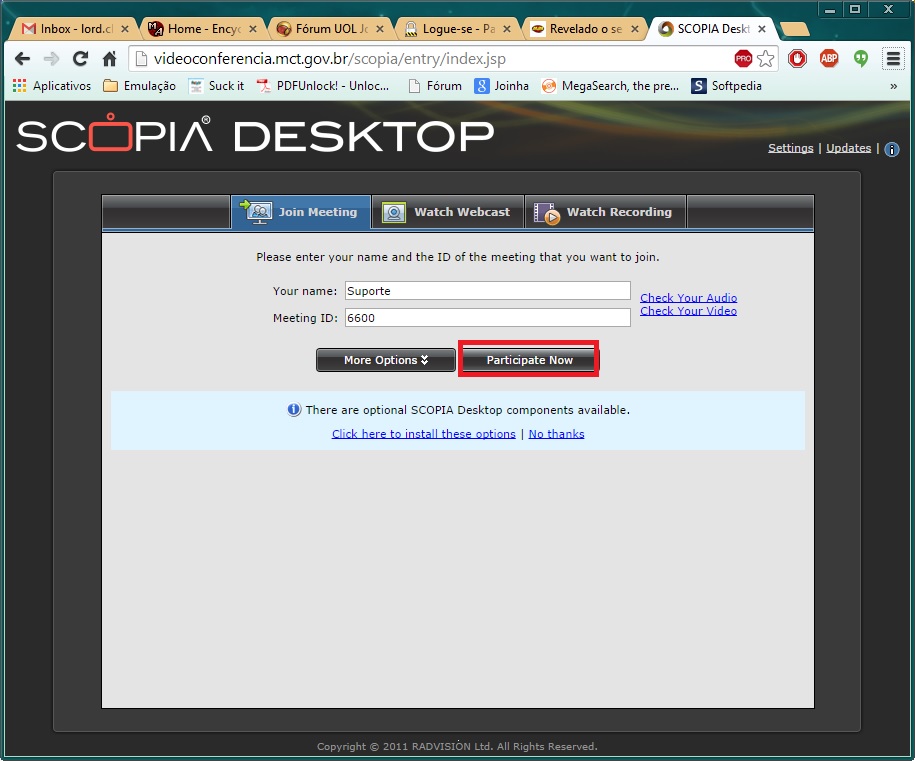 Inbox - lord.cl
Home - Encyc
Fórum UOL Jo
Logue-se - Pa
Revelado o se
SCOPIA Deskt
videoconferencia.mct.gov.br/scopia/entry/index.jsp
PRO
ABP
Aplicativos
Emulação
Suck it
PDFUnlock! - Unloc...
Fórum
Joinha
MegaSearch, the pre...
Softpedia
»
SCOPIA® DESKTOP
Settings | Updates |
Join Meeting
Watch Webcast
Watch Recording
Please enter your name and the ID of the meeting that you want to join.
Your name: Suporte
Check Your Audio
Check Your Video
Meeting ID: 6600
More Options
Participate Now
There are optional SCOPIA Desktop components available.
Click here to install these options | No thanks
Copyright © 2011 RADVISION Ltd. All Rights Reserved.